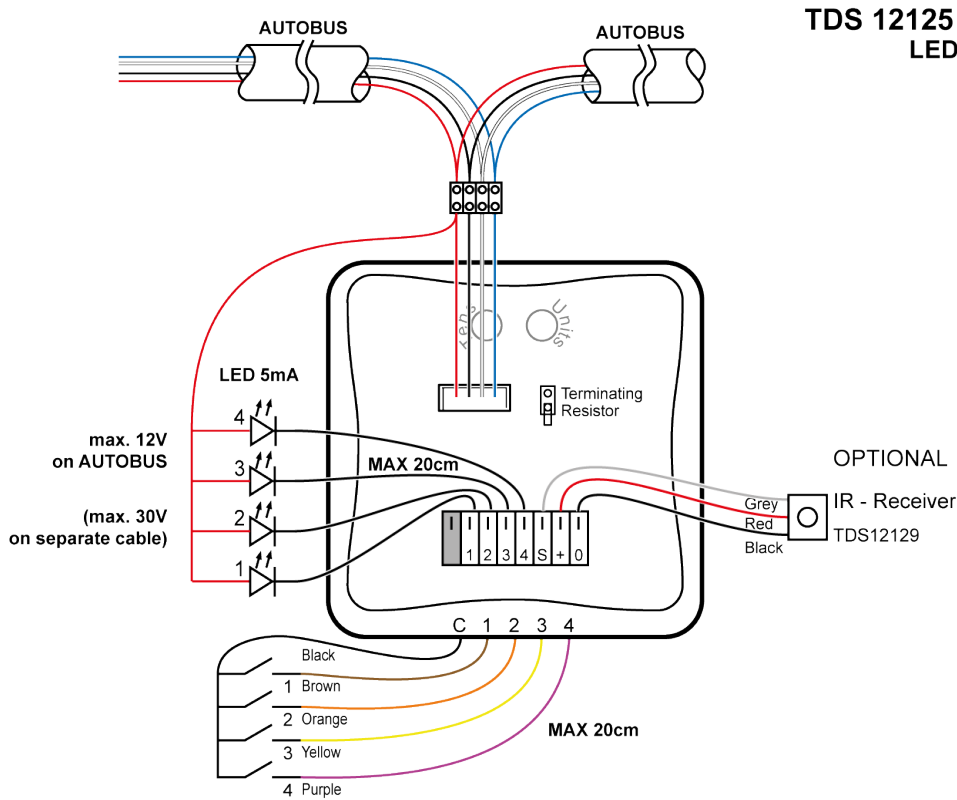 TDS 12125
LED
AUTOBUS
AUTOBUS
Tens
Units
LED 5mA
Terminating
Resistor
4
3
2
1
max. 12V
on AUTOBUS
(max. 30V
on separate cable)
MAX 20cm
OPTIONAL
IR - Receiver
TDS12129
Grey
Red
Black
I I I I I I I I
1 2 3 4 S + 0
C 1 2 3 4
Black
1 Brown
2 Orange
3 Yellow
4 Purple
MAX 20cm